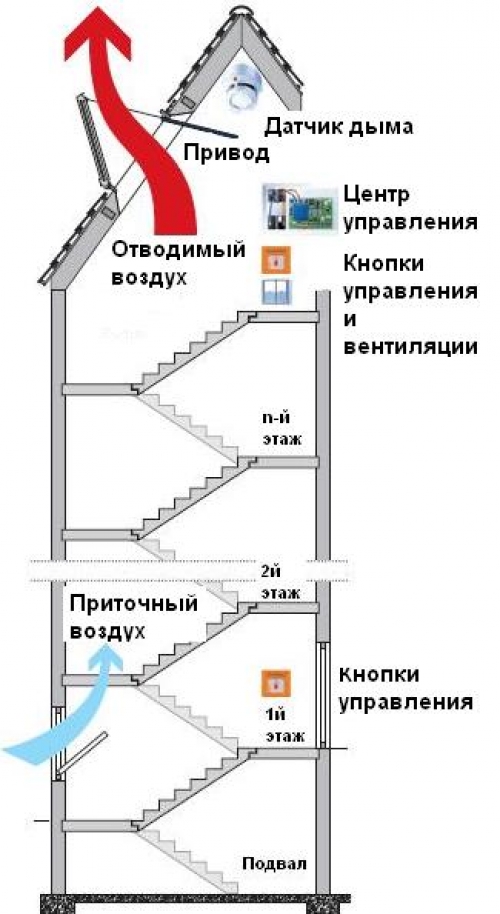 Датчик дыма
Привод
Центр
управления
Отводимый
воздух
Кнопки
управления
и
вентиляции
n-й
этаж
2й
этаж
Приточный
воздух
Кнопки
управления
1й
этаж
Подвал